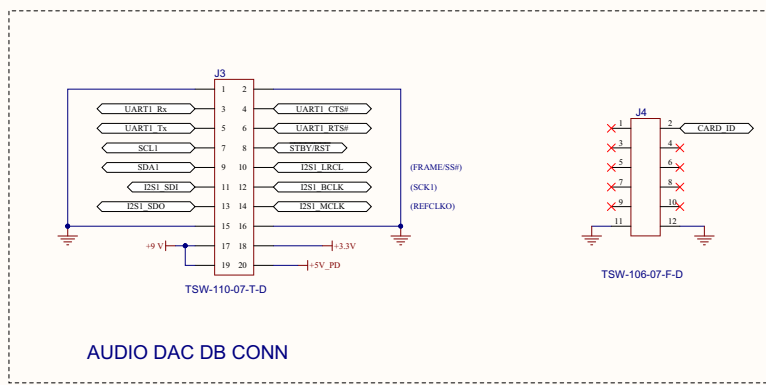 J3
1 2
UART1_Rx 3 4 UART1_CTS#
UART1_Tx 5 6 UART1_RTS#
SCL1 7 8 STBY/RST
SDA1 9 10 I2S1_LRCL (FRAME/SS#)
I2S1_SDI 11 12 I2S1_BCLK (SCK1)
I2S1_SDO 13 14 I2S1_MCLK (REFCLKO)
15 16
+9 V 17 18 +3.3V
19 20 +5V_PD
TSW-110-07-T-D
J4
1 2 CARD_ID
3 4
5 6
7 8
9 10
11 12
TSW-106-07-F-D
AUDIO DAC DB CONN